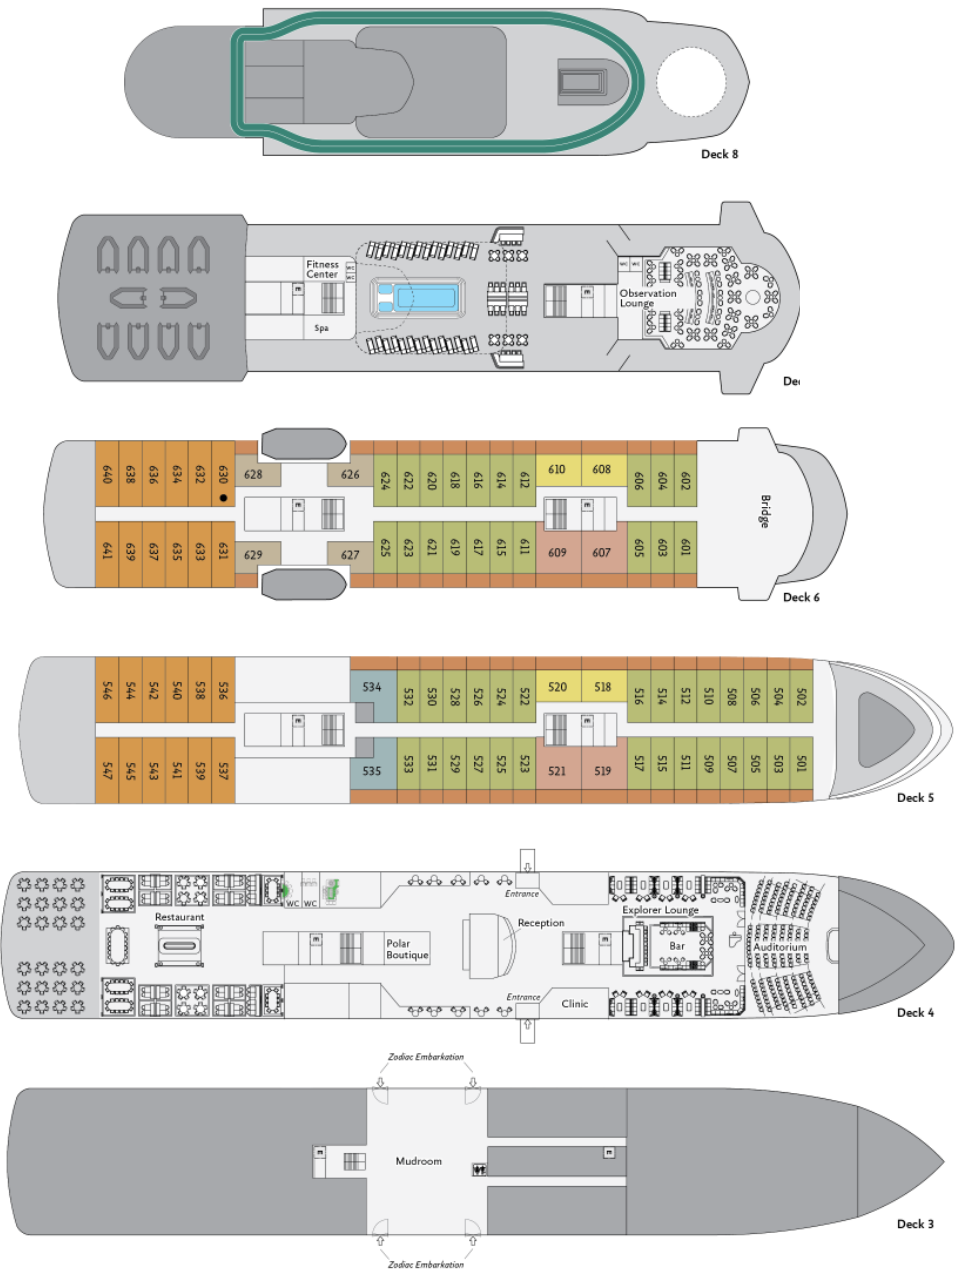 Deck 8
Fitness
Center
WC
WC
E
Spa
E
WC WC
Observation
Lounge
De
640 638 636 634 632 630 628 626 624 622 620 618 616 614 612 610 608 606 604 602
E
E
Bridge
641 639 637 635 633 631 629 627 625 623 621 619 617 615 611 609 607 605 603 601
Deck 6
546 544 542 540 538 536 534 532 530 528 526 524 522 520 518 516 514 512 510 508 506 504 502
E
E
547 545 543 541 539 537 535 533 531 529 527 525 523 521 519 517 515 511 509 507 505 503 501
Deck 5
WC WC
Entrance
Restaurant
Explorer Lounge
Reception
E
E
Polar
Boutique
Bar
Auditorium
Entrance
Clinic
Deck 4
Zodiac Embarkation
E
E
Mudroom
Deck 3
Zodiac Embarkation